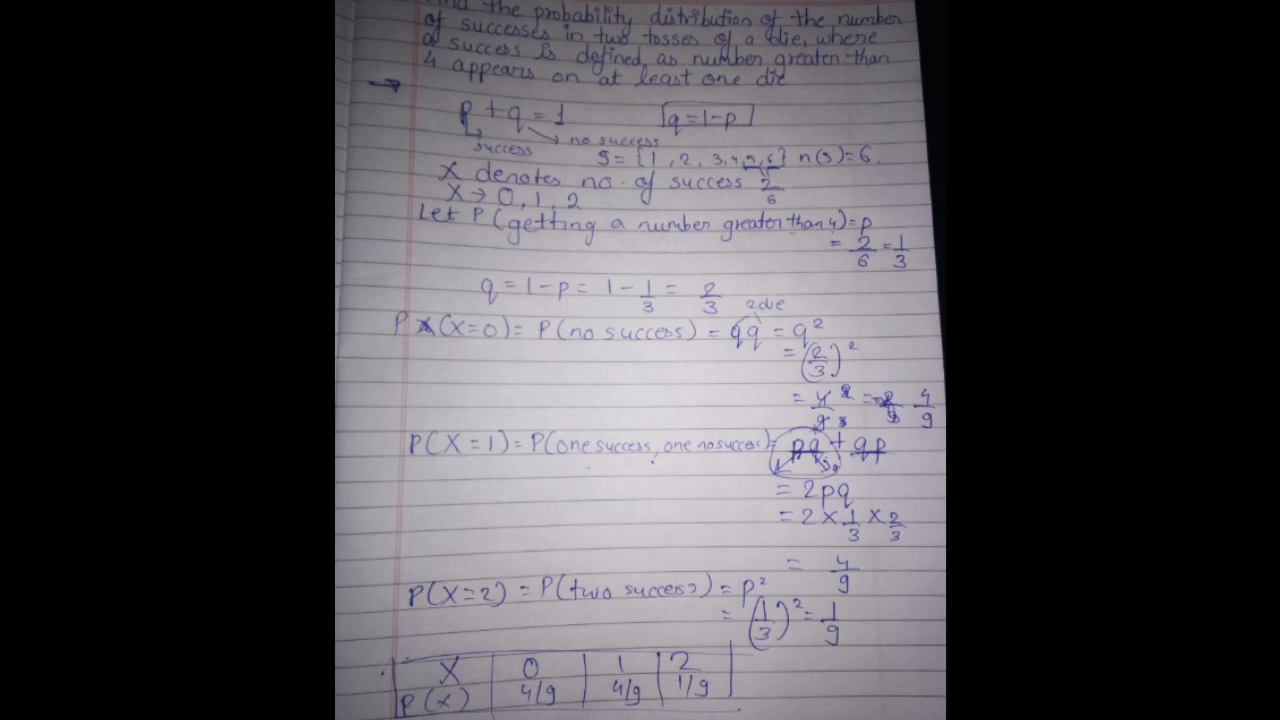 the probability distribution of the number
of successes in two tosses of a die, where
a success is defined as number greater than
4 appears on at least one die
p + q = 1 q = 1 - p
success no success
S = {1, 2, 3, 4, 5, 6} n(S) = 6.
X denotes no. of success 2/6
X → 0, 1, 2
Let P (getting a number greater than 4) = p
= 2/6 = 1/3
q = 1 - p = 1 - 1/3 = 2/3
2 die
P (X = 0) = P (no success) = qq = q²
= (2/3)²
= 4/9 = 4/9
P (X = 1) = P (one success, one no succes) = pq + qp
= 2pq
= 2 × 1/3 × 2/3
= 4/9
P (X = 2) = P (two success) = p²
= (1/3)² = 1/9
X 0 1 2
P (x) 4/9 4/9 1/9